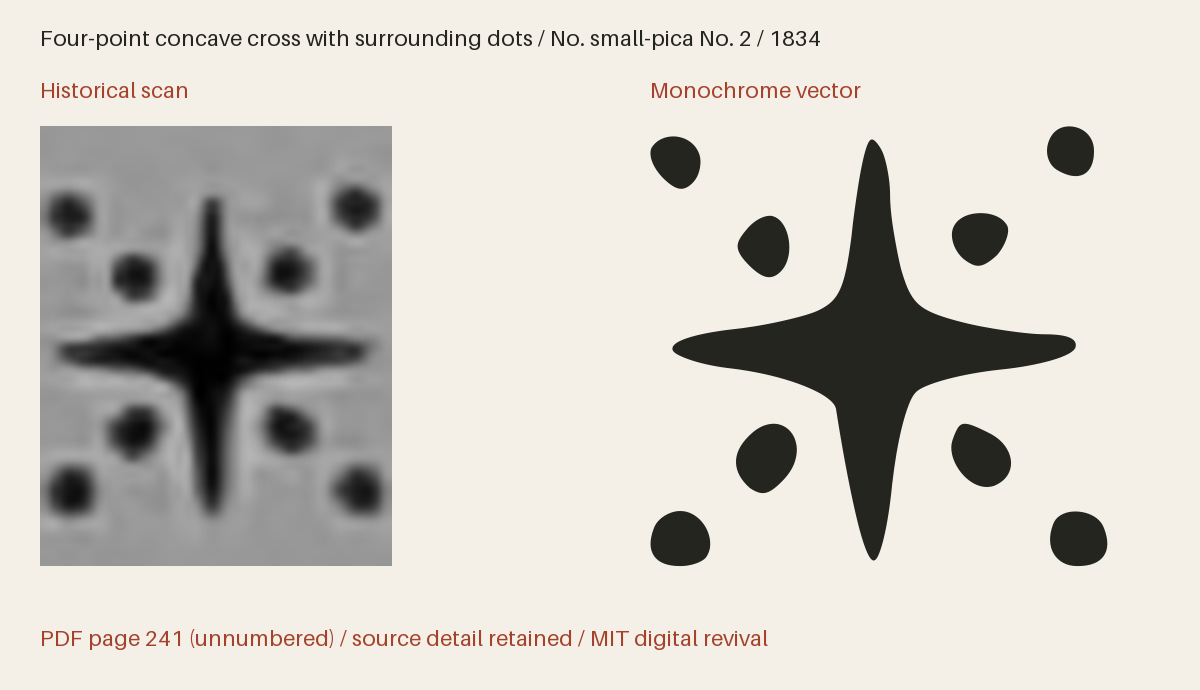 Four-point concave cross with surrounding dots / No. small-pica No. 2 / 1834
Historical scan
Monochrome vector
PDF page 241 (unnumbered) / source detail retained / MIT digital revival